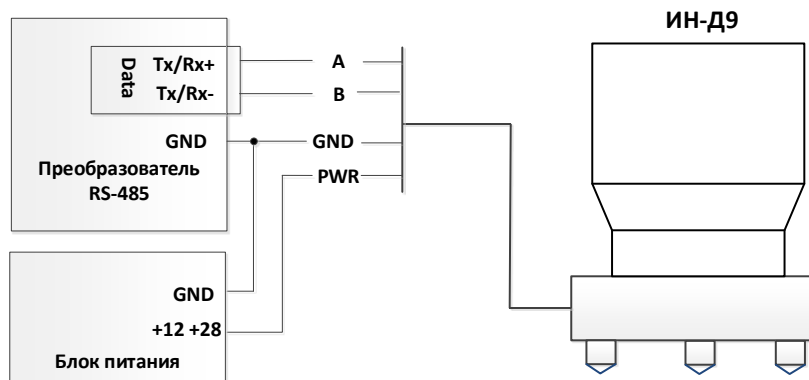 ИН-Д9
Data
Tx/Rx+
A
Tx/Rx-
B
GND
GND
Преобразователь
RS-485
PWR
GND
+12 +28
Блок питания